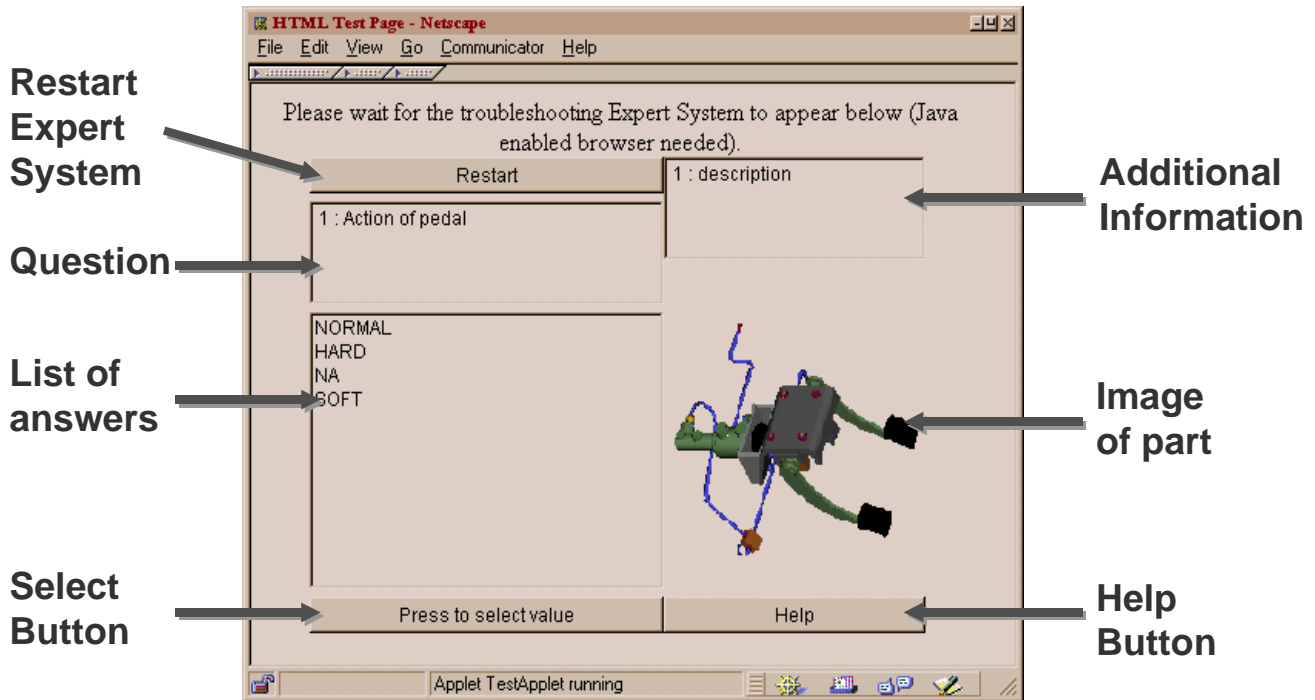 HTML Test Page - Netscape
File Edit View Go Communicator Help
Restart
Expert
System
Please wait for the troubleshooting Expert System to appear below (Java
enabled browser needed).
Restart
1 : description
Additional
Information
1 : Action of pedal
Question
NORMAL
HARD
NA
SOFT
List of
answers
Image
of part
Select
Button
Press to select value
Help
Help
Button
Applet TestApplet running